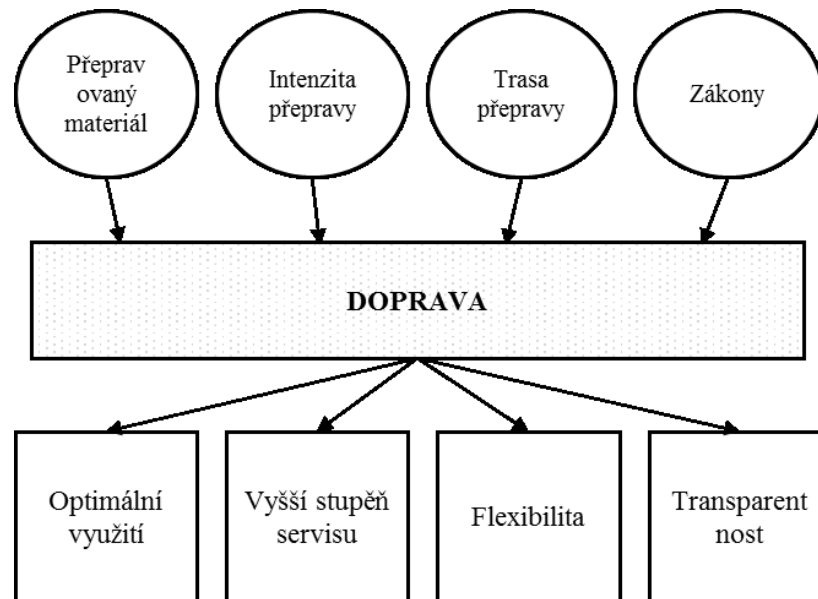 Přeprav
ovaný
materiál
Intenzita
přepravy
Trasa
přepravy
Zákony
DOPRAVA
Optimální
využití
Vyšší stupěň
servisu
Flexibilita
Transparent
nost